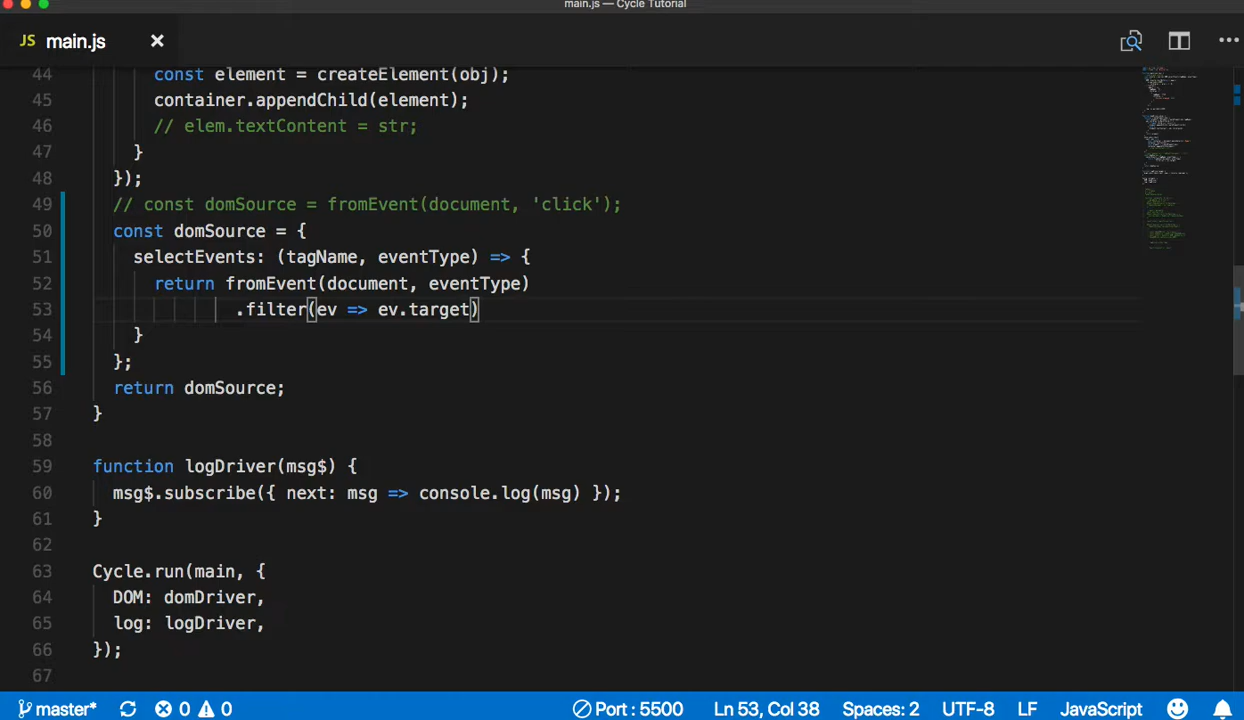 main.js — Cycle Tutorial
JS main.js
44 const element = createElement(obj);
45 container.appendChild(element);
46 // elem.textContent = str;
47 }
48 });
49 // const domSource = fromEvent(document, 'click');
50 const domSource = {
51 selectEvents: (tagName, eventType) => {
52 return fromEvent(document, eventType)
53 .filter(ev => ev.target)
54 }
55 };
56 return domSource;
57 }
58
59 function logDriver(msg$) {
60 msg$.subscribe({ next: msg => console.log(msg) });
61 }
62
63 Cycle.run(main, {
64 DOM: domDriver,
65 log: logDriver,
66 });
67
master* 0 0 Port : 5500 Ln 53, Col 38 Spaces: 2 UTF-8 LF JavaScript